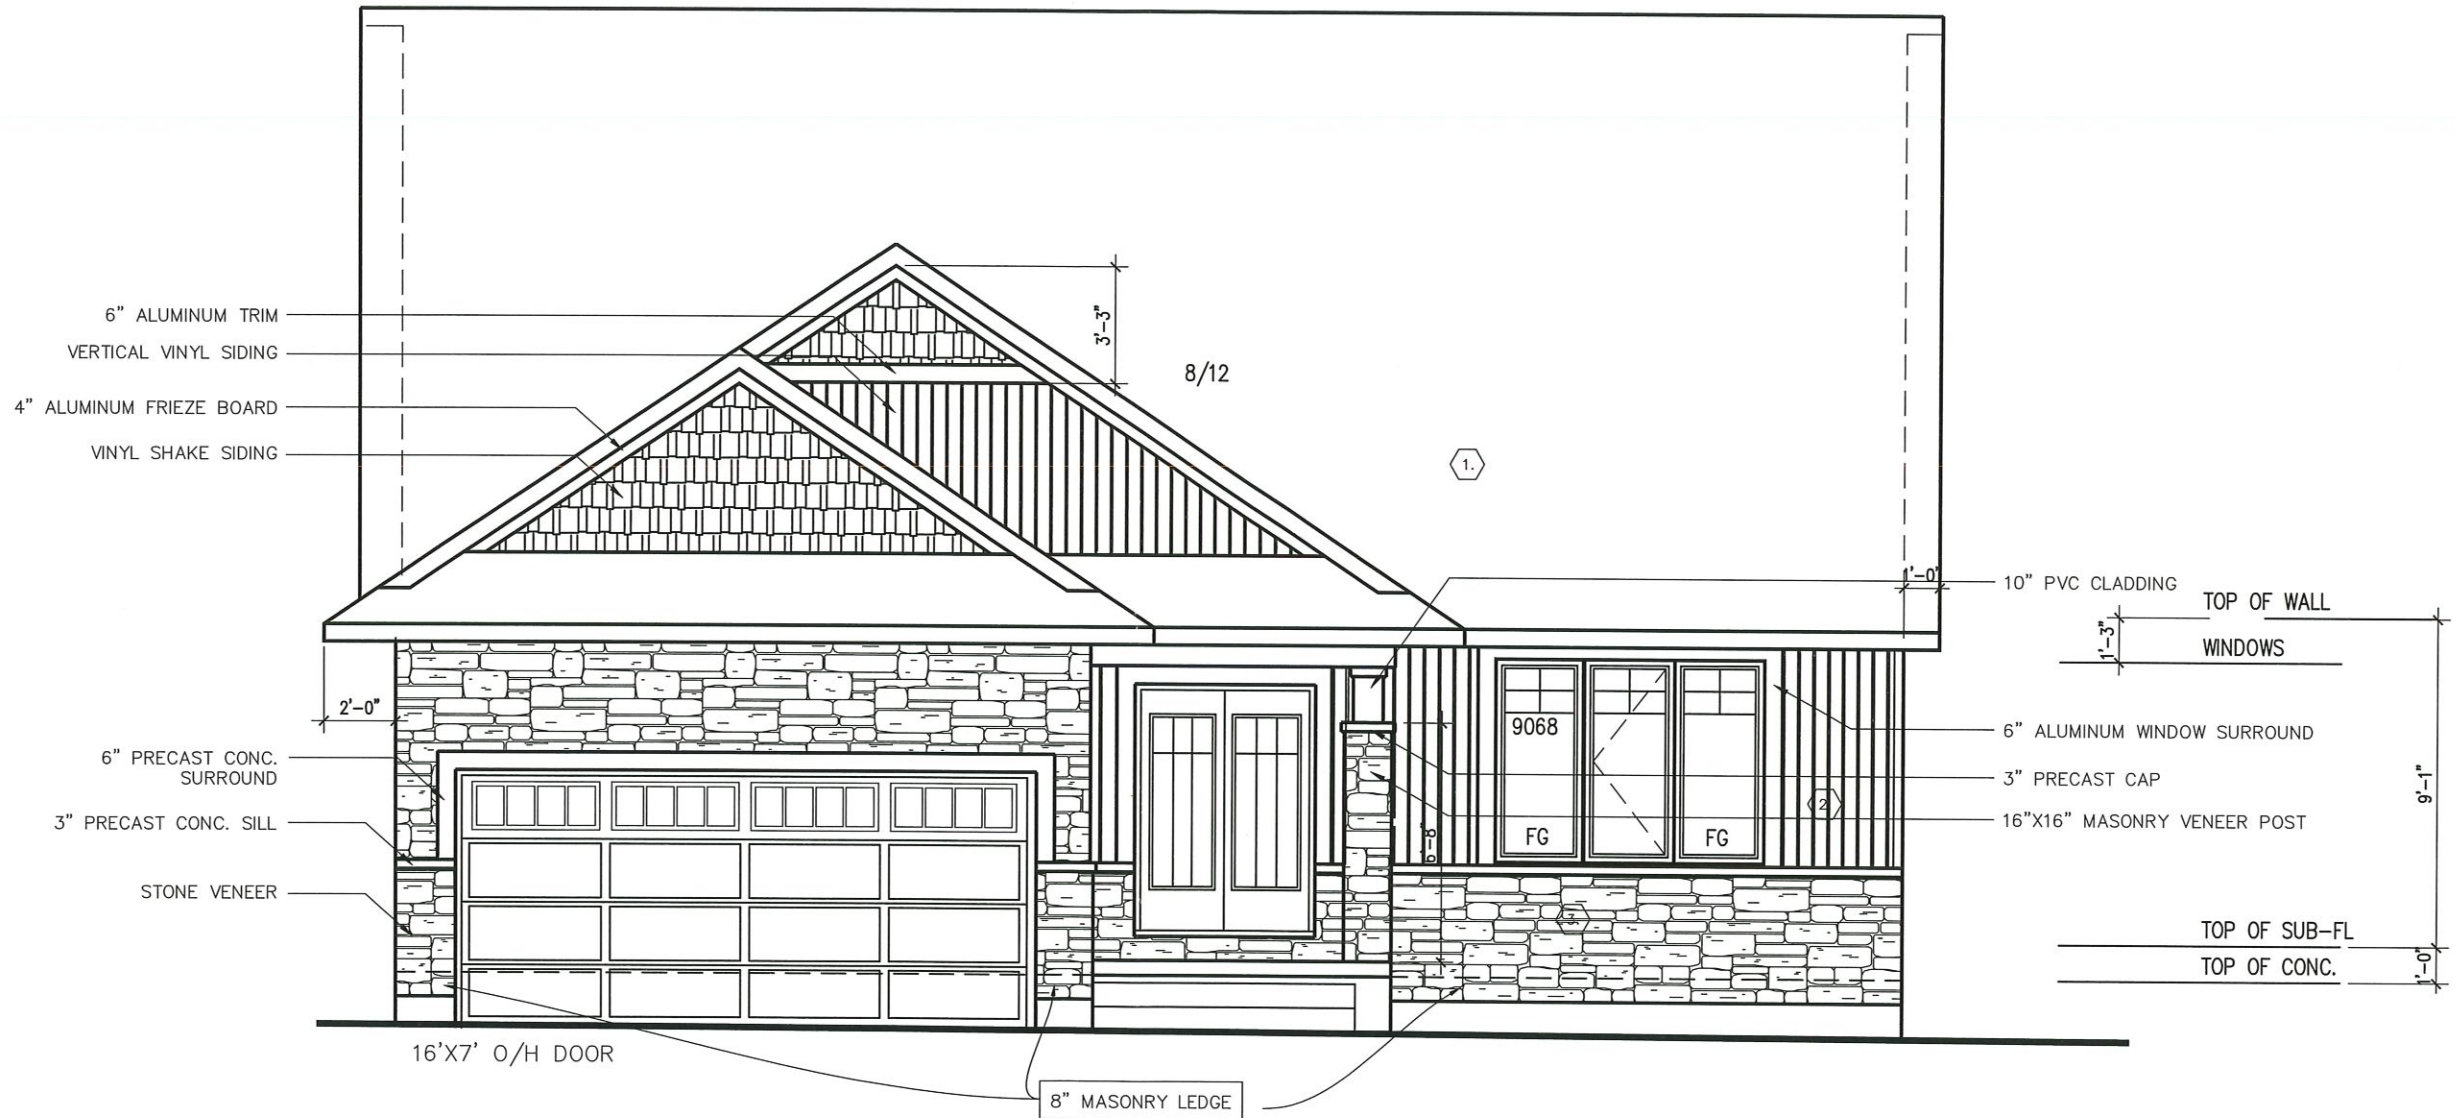 6" ALUMINUM TRIM
VERTICAL VINYL SIDING
4" ALUMINUM FRIEZE BOARD
VINYL SHAKE SIDING
3'-3"
8/12
1.
1'-0"
10" PVC CLADDING
TOP OF WALL
1'-3"
WINDOWS
2'-0"
6" PRECAST CONC.
SURROUND
3" PRECAST CONC. SILL
STONE VENEER
9068
FG
FG
6'-8"
2
3
6" ALUMINUM WINDOW SURROUND
3" PRECAST CAP
16"X16" MASONRY VENEER POST
9'-1"
TOP OF SUB-FL
TOP OF CONC.
1'-0"
16'X7' O/H DOOR
8" MASONRY LEDGE